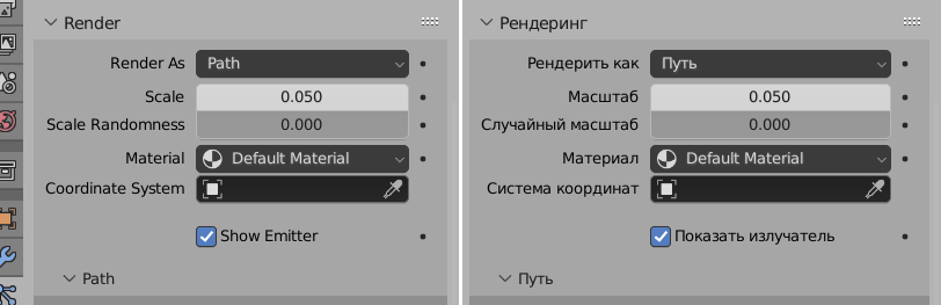 Render
Render As Path
Scale 0.050
Scale Randomness 0.000
Material Default Material
Coordinate System
Show Emitter
Path
Рендеринг
Рендерить как Путь
Масштаб 0.050
Случайный масштаб 0.000
Материал Default Material
Система координат
Показать излучатель
Путь